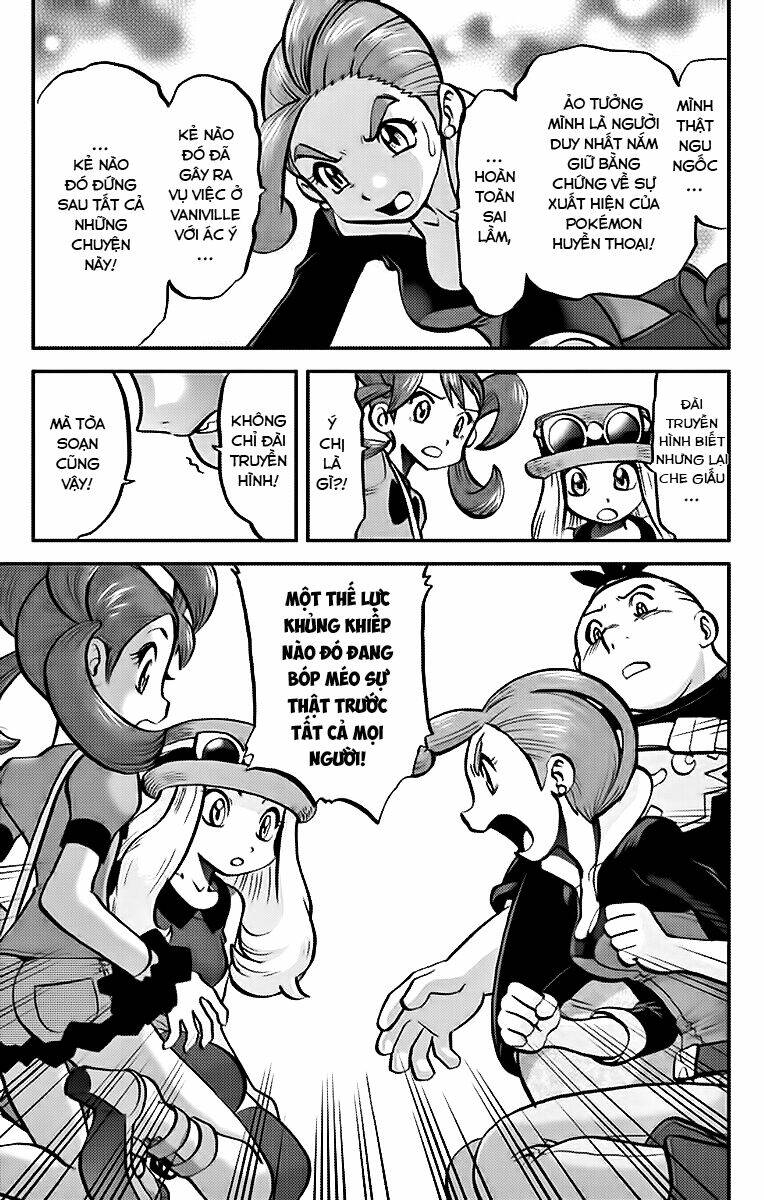 MÌNH
THẬT
NGU
NGỐC
...
ẢO TƯỞNG
MÌNH LÀ NGƯỜI
DUY NHẤT NẮM
GIỮ BẰNG
CHỨNG VỀ SỰ
XUẤT HIỆN CỦA
POKÉMON
HUYỀN THOẠI!
...
HOÀN
TOÀN
SAI
LẦM,
KẺ NÀO
ĐÓ ĐÃ
GÂY RA
VỤ VIỆC Ở
VANIVILLE
VỚI ÁC Ý
...
...
KẺ NÀO
ĐÓ ĐỨNG
SAU TẤT CẢ
NHỮNG
CHUYỆN
NÀY!
ĐÀI
TRUYỀN
HÌNH BIẾT
NHƯNG LẠI
CHE GIẤU
...
Ý
CHỊ
LÀ
GÌ?!
KHÔNG
CHỈ ĐÀI
TRUYỀN
HÌNH!
MÀ TÒA
SOẠN
CŨNG
VẬY!
MỘT THẾ LỰC
KHỦNG KHIẾP
NÀO ĐÓ ĐANG
BÓP MÉO SỰ
THẬT TRƯỚC
TẤT CẢ MỌI
NGƯỜI!